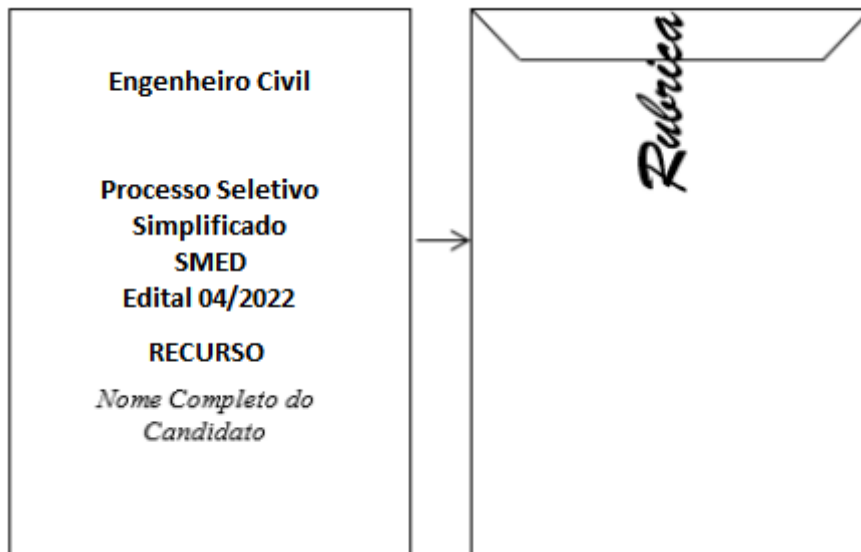 Engenheiro Civil
Processo Seletivo
Simplificado
SMED
Edital 04/2022
RECURSO
Nome Completo do
Candidato
Rubrica